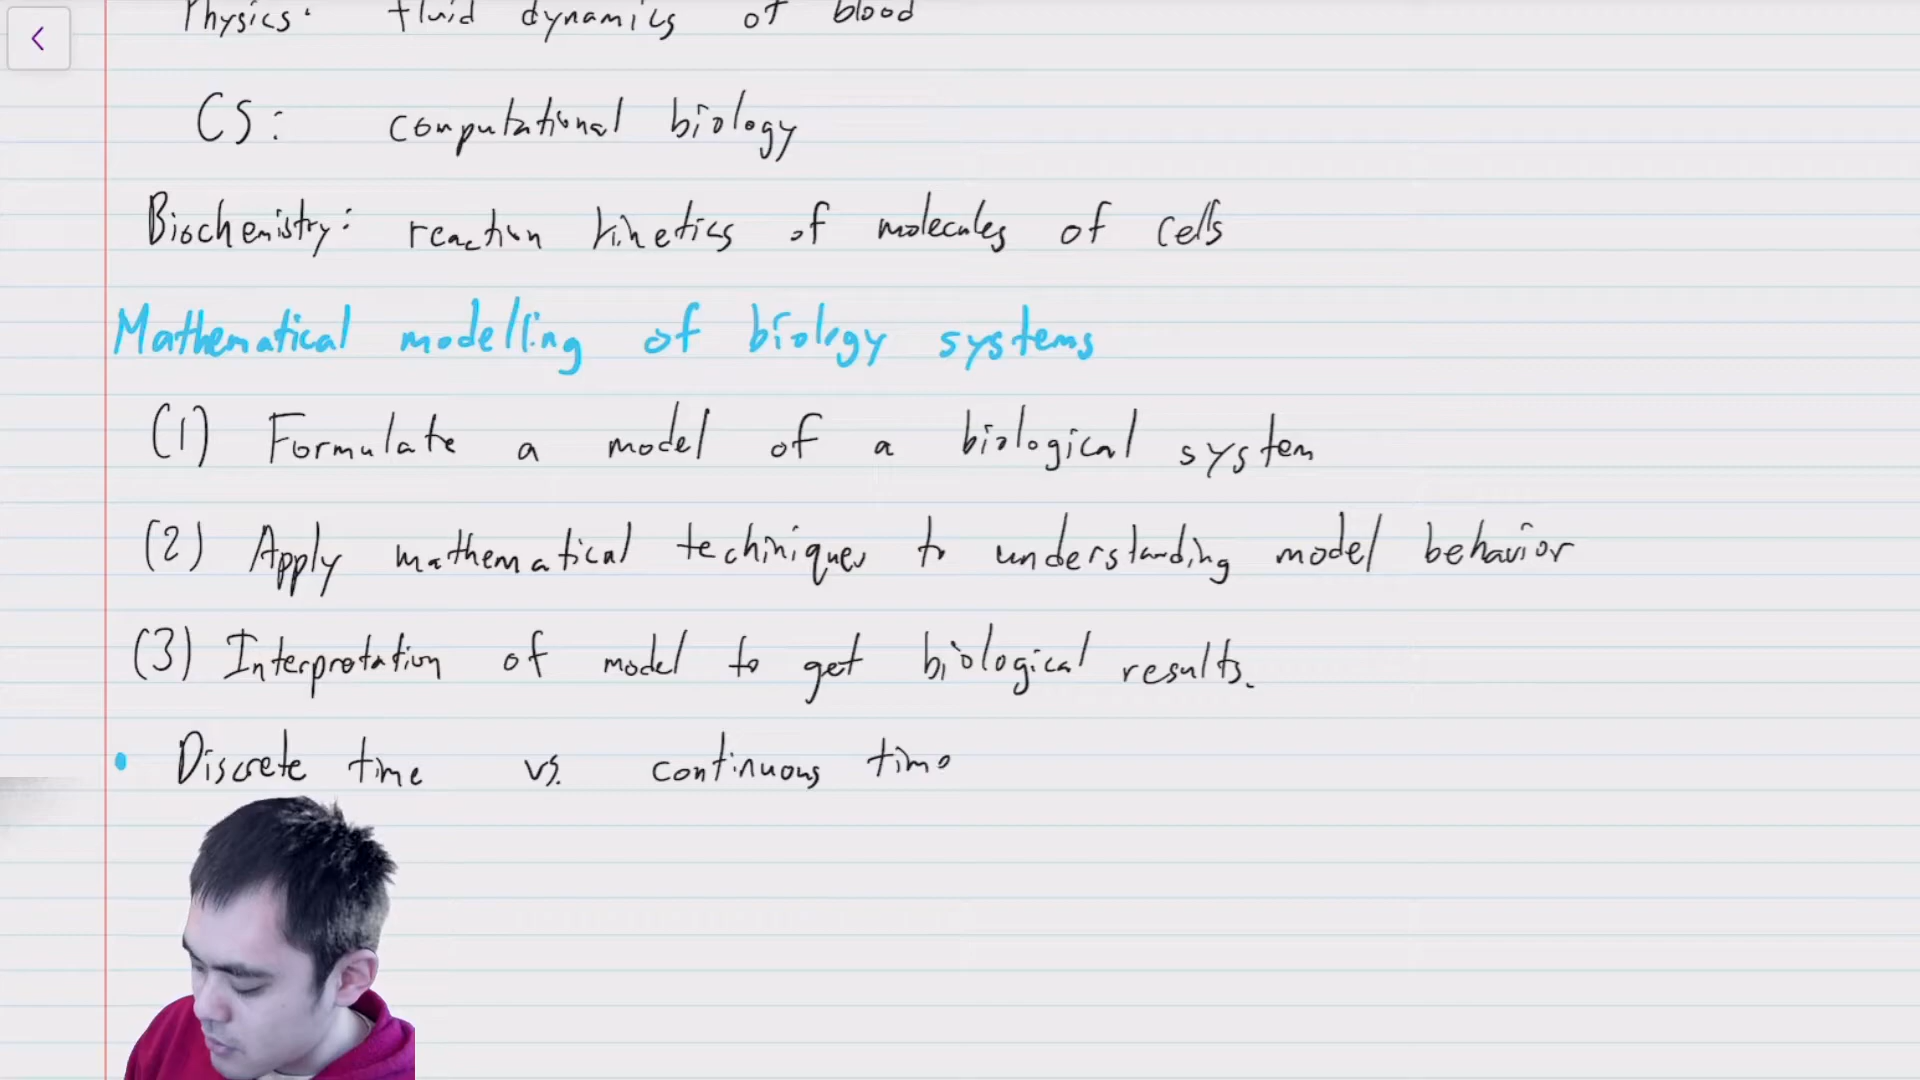 Physics: fluid dynamics of blood
CS: computational biology
Biochemistry: reaction kinetics of molecules of cells
Mathematical modelling of biology systems
(1) Formulate a model of a biological system
(2) Apply mathematical techiniques to understanding model behavior
(3) Interprotation of model to get biological results.
• Discrete time vs. continuous time